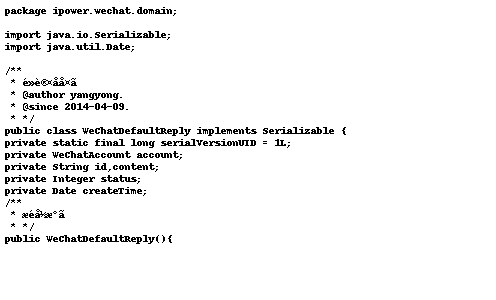 package ipower.wechat.domain;
import java.io.Serializable;
import java.util.Date;
/**
 * é»è®¤åå¤ã
 * @author yangyong.
 * @since 2014-04-09.
 * */
public class WeChatDefaultReply implements Serializable {
private static final long serialVersionUID = 1L;
private WeChatAccount account;
private String id,content;
private Integer status;
private Date createTime;
/**
 * æé å½æ°ã
 * */
public WeChatDefaultReply(){